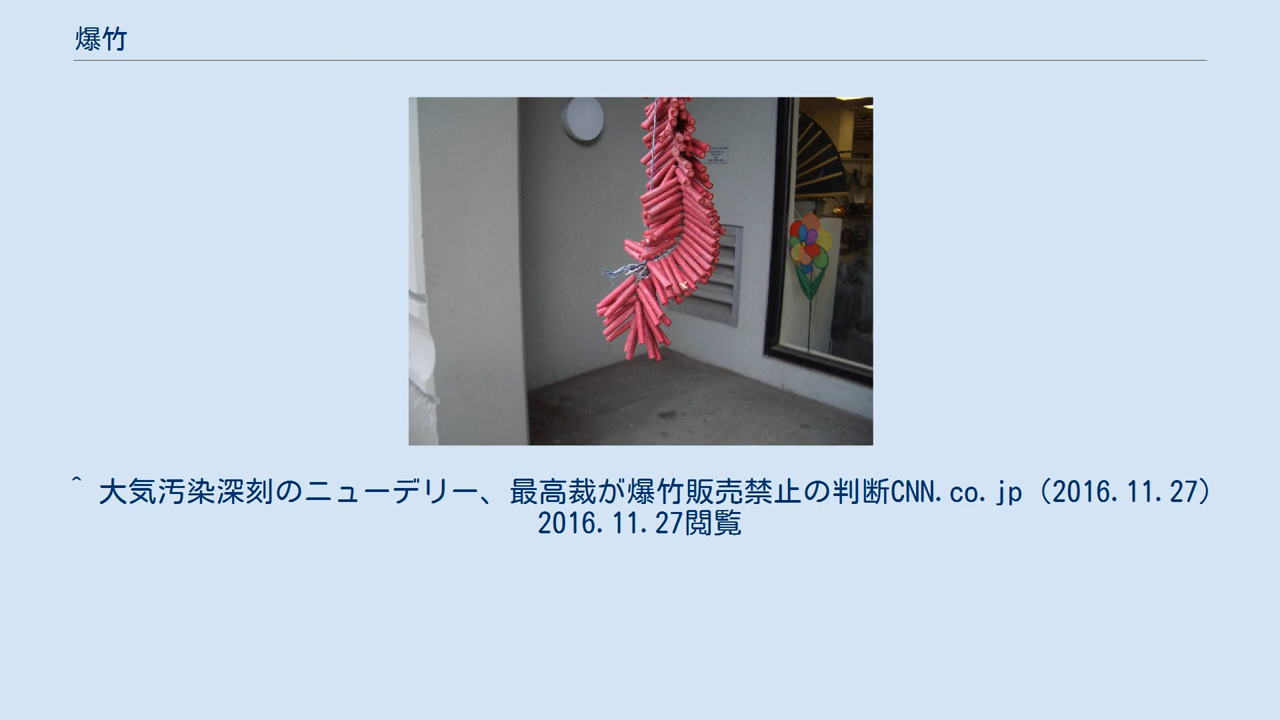 爆竹
^ 大気汚染深刻のニューデリー、最高裁が爆竹販売禁止の判断CNN.co.jp（2016.11.27）
2016.11.27閲覧